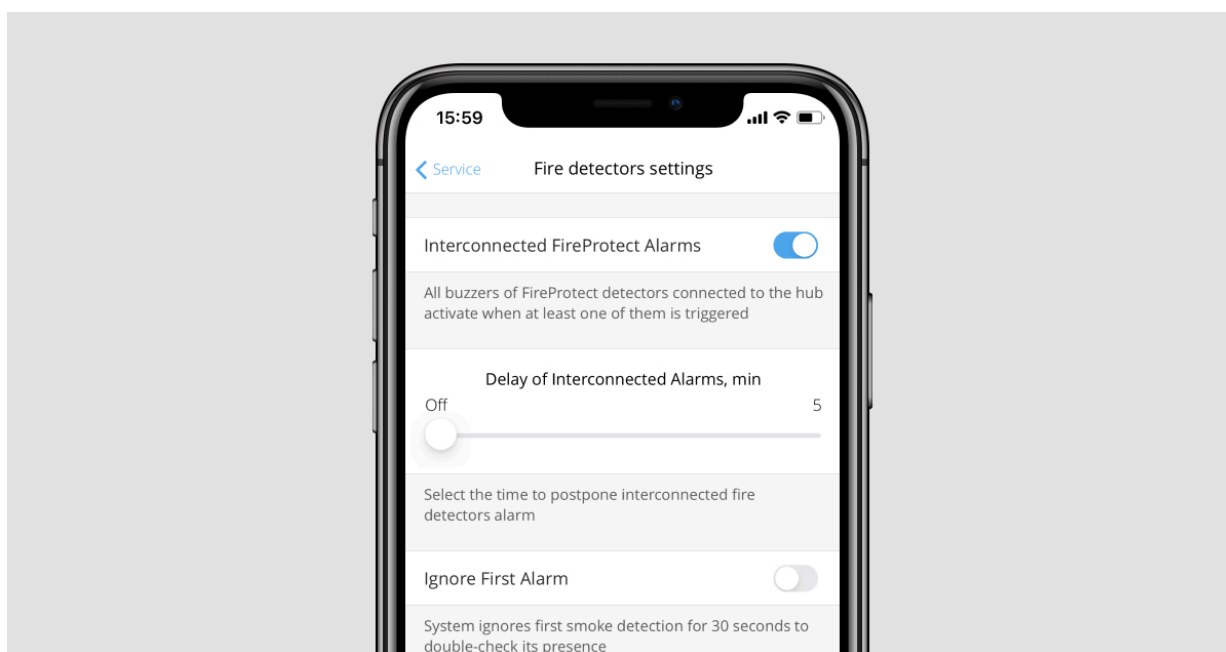 15:59
Service
Fire detectors settings
Interconnected FireProtect Alarms
All buzzers of FireProtect detectors connected to the hub
activate when at least one of them is triggered
Delay of Interconnected Alarms, min
Off
5
Select the time to postpone interconnected fire
detectors alarm
Ignore First Alarm
System ignores first smoke detection for 30 seconds to
double-check its presence